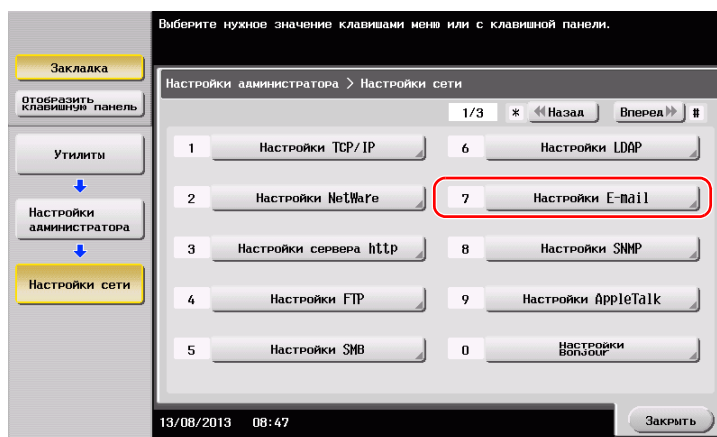 Выберите нужное значение клавишами меню или с клавишной панели.
Закладка
Отобразить
клавишную панель
Утилиты
Настройки
администратора
Настройки сети
Настройки администратора > Настройки сети
1/3 * Назад Вперед #
1 Настройки TCP/IP
2 Настройки NetWare
3 Настройки сервера http
4 Настройки FTP
5 Настройки SMB
6 Настройки LDAP
7 Настройки E-mail
8 Настройки SNMP
9 Настройки AppleTalk
0 Настройки
Bonjour
13/08/2013 08:47
Закрыть